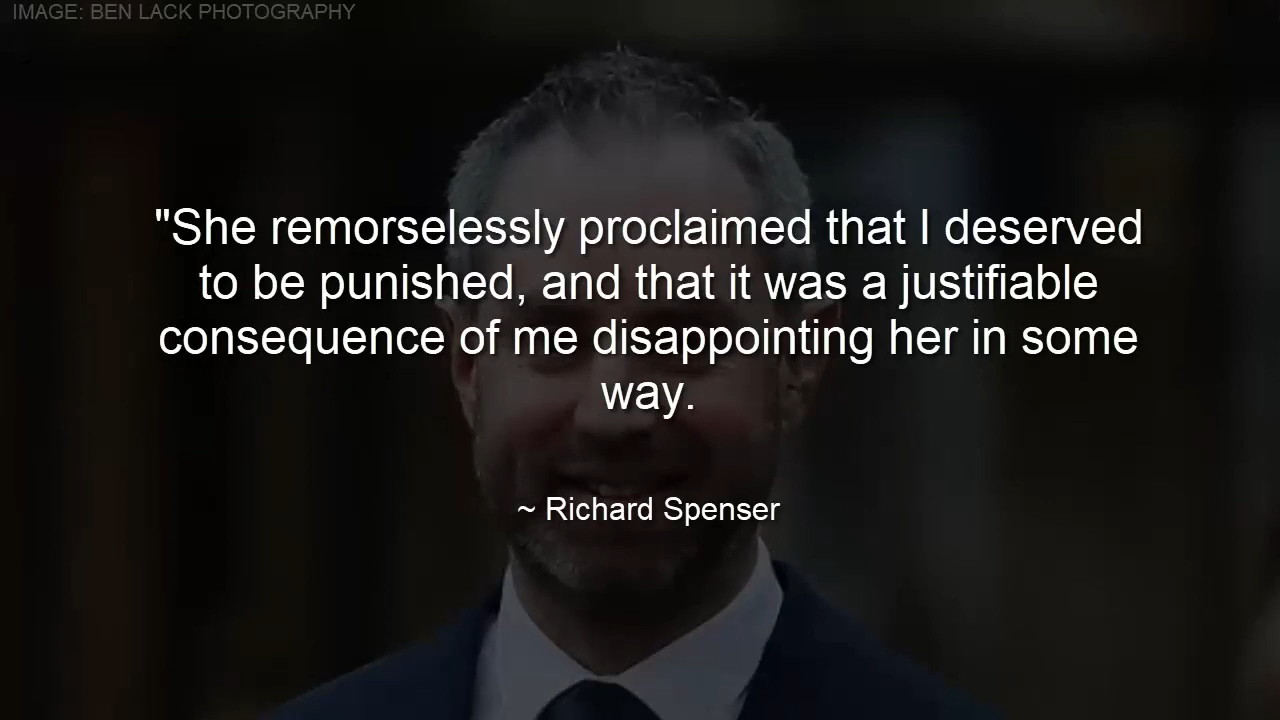 IMAGE: BEN LACK PHOTOGRAPHY
"She remorselessly proclaimed that I deserved
to be punished, and that it was a justifiable
consequence of me disappointing her in some
way.
~ Richard Spenser